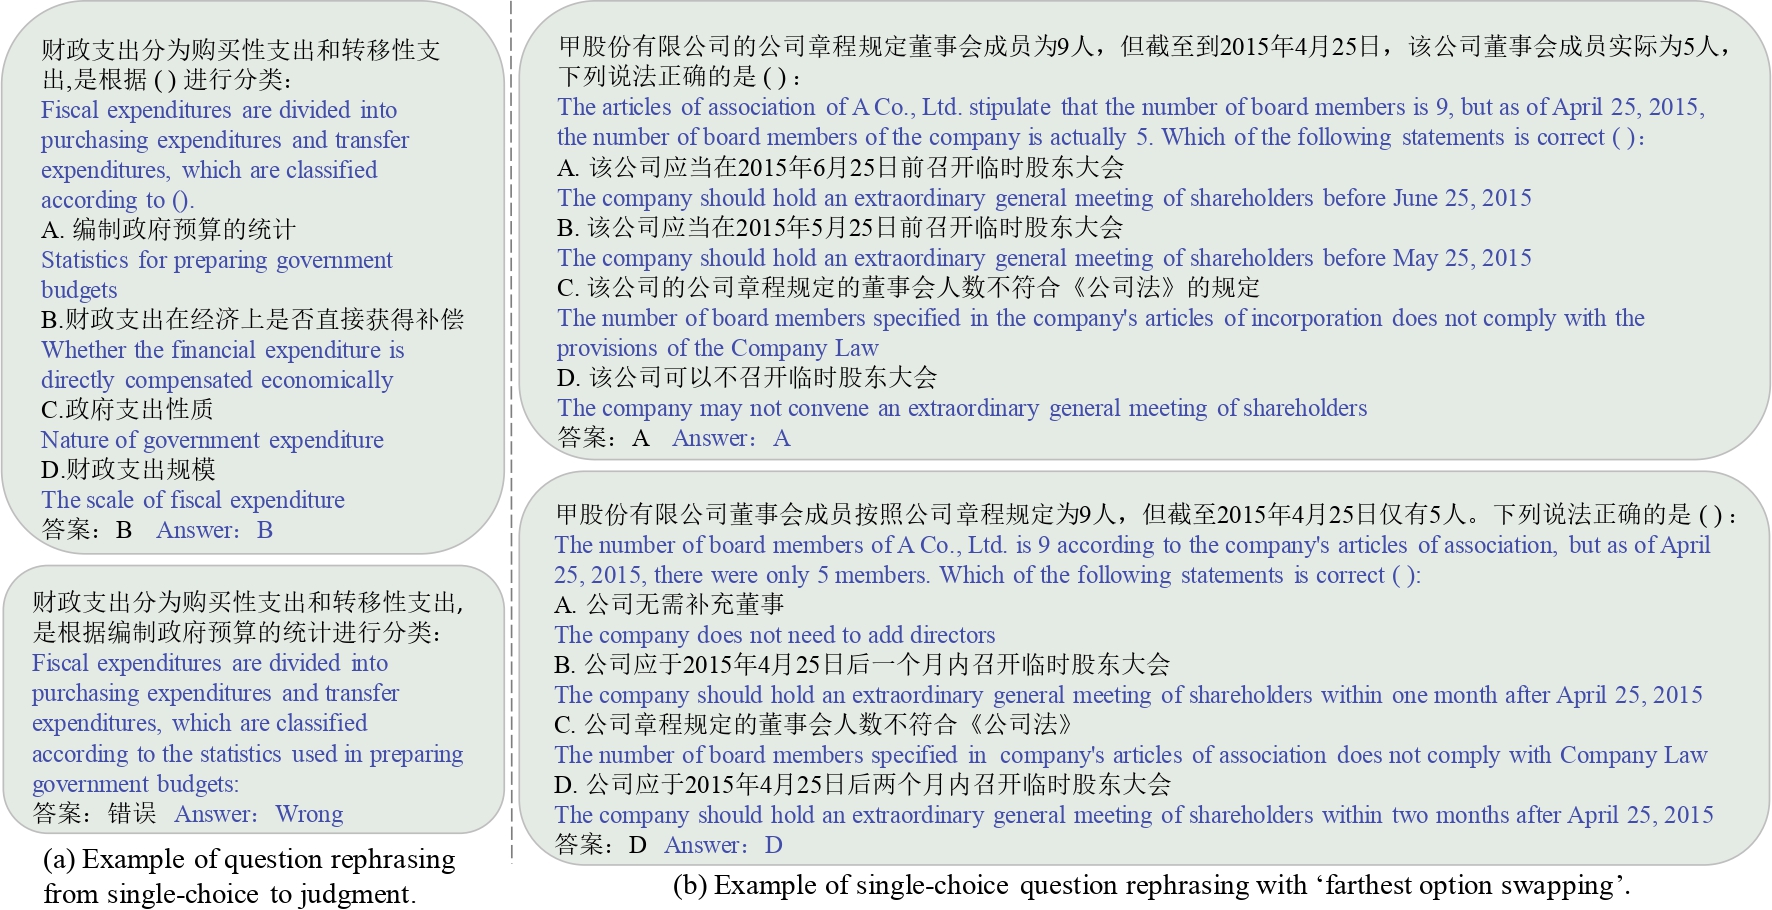 财政支出分为购买性支出和转移性支
出,是根据 ( ) 进行分类：
Fiscal expenditures are divided into
purchasing expenditures and transfer
expenditures, which are classified
according to ().
A. 编制政府预算的统计
Statistics for preparing government
budgets
B.财政支出在经济上是否直接获得补偿
Whether the financial expenditure is
directly compensated economically
C.政府支出性质
Nature of government expenditure
D.财政支出规模
The scale of fiscal expenditure
答案：B Answer：B
财政支出分为购买性支出和转移性支出,
是根据编制政府预算的统计进行分类：
Fiscal expenditures are divided into
purchasing expenditures and transfer
expenditures, which are classified
according to the statistics used in preparing
government budgets:
答案：错误 Answer：Wrong
(a) Example of question rephrasing
from single-choice to judgment.
甲股份有限公司的公司章程规定董事会成员为9人，但截至到2015年4月25日，该公司董事会成员实际为5人，
下列说法正确的是 ( )：
The articles of association of A Co., Ltd. stipulate that the number of board members is 9, but as of April 25, 2015,
the number of board members of the company is actually 5. Which of the following statements is correct ( )：
A. 该公司应当在2015年6月25日前召开临时股东大会
The company should hold an extraordinary general meeting of shareholders before June 25, 2015
B. 该公司应当在2015年5月25日前召开临时股东大会
The company should hold an extraordinary general meeting of shareholders before May 25, 2015
C. 该公司的公司章程规定的董事会人数不符合《公司法》的规定
The number of board members specified in the company's articles of incorporation does not comply with the
provisions of the Company Law
D. 该公司可以不召开临时股东大会
The company may not convene an extraordinary general meeting of shareholders
答案：A Answer：A
甲股份有限公司董事会成员按照公司章程规定为9人，但截至2015年4月25日仅有5人。下列说法正确的是 ( )：
The number of board members of A Co., Ltd. is 9 according to the company's articles of association, but as of April
25, 2015, there were only 5 members. Which of the following statements is correct ( ):
A. 公司无需补充董事
The company does not need to add directors
B. 公司应于2015年4月25日后一个月内召开临时股东大会
The company should hold an extraordinary general meeting of shareholders within one month after April 25, 2015
C. 公司章程规定的董事会人数不符合《公司法》
The number of board members specified in company's articles of association does not comply with Company Law
D. 公司应于2015年4月25日后两个月内召开临时股东大会
The company should hold an extraordinary general meeting of shareholders within two months after April 25, 2015
答案：D Answer：D
(b) Example of single-choice question rephrasing with ‘farthest option swapping’.